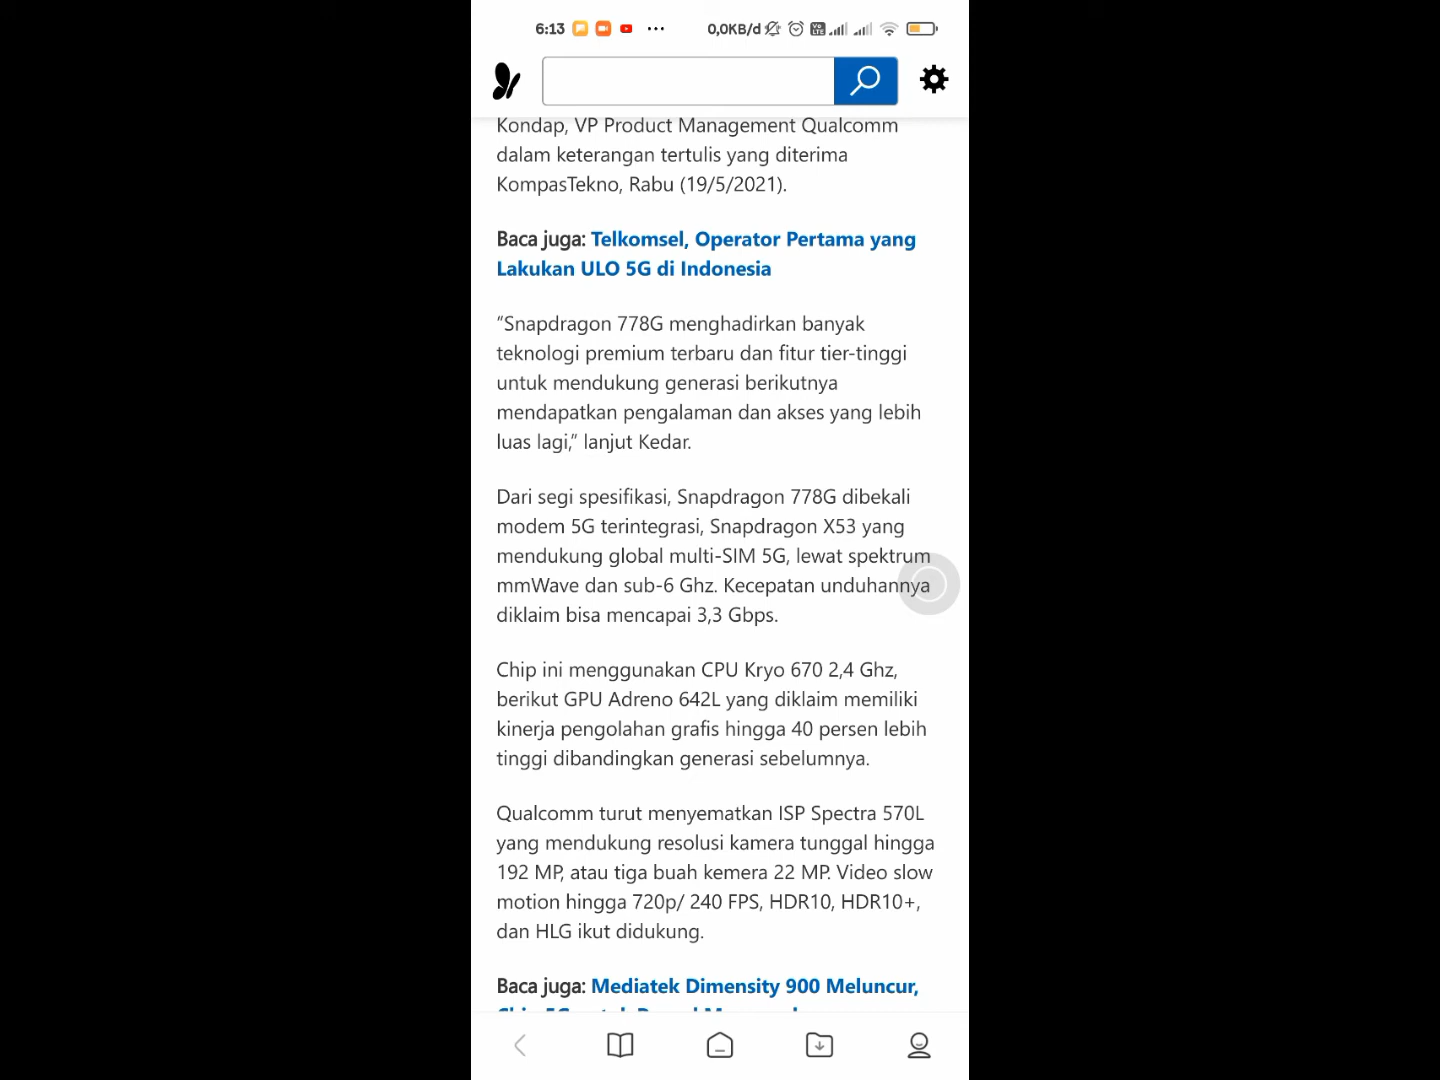 6:13 ... 0,0KB/d Vo LTE
Kondap, VP Product Management Qualcomm
dalam keterangan tertulis yang diterima
KompasTekno, Rabu (19/5/2021).
Baca juga: Telkomsel, Operator Pertama yang
Lakukan ULO 5G di Indonesia
“Snapdragon 778G menghadirkan banyak
teknologi premium terbaru dan fitur tier-tinggi
untuk mendukung generasi berikutnya
mendapatkan pengalaman dan akses yang lebih
luas lagi,” lanjut Kedar.
Dari segi spesifikasi, Snapdragon 778G dibekali
modem 5G terintegrasi, Snapdragon X53 yang
mendukung global multi-SIM 5G, lewat spektrum
mmWave dan sub-6 Ghz. Kecepatan unduhannya
diklaim bisa mencapai 3,3 Gbps.
Chip ini menggunakan CPU Kryo 670 2,4 Ghz,
berikut GPU Adreno 642L yang diklaim memiliki
kinerja pengolahan grafis hingga 40 persen lebih
tinggi dibandingkan generasi sebelumnya.
Qualcomm turut menyematkan ISP Spectra 570L
yang mendukung resolusi kamera tunggal hingga
192 MP, atau tiga buah kemera 22 MP. Video slow
motion hingga 720p/ 240 FPS, HDR10, HDR10+,
dan HLG ikut didukung.
Baca juga: Mediatek Dimensity 900 Meluncur,